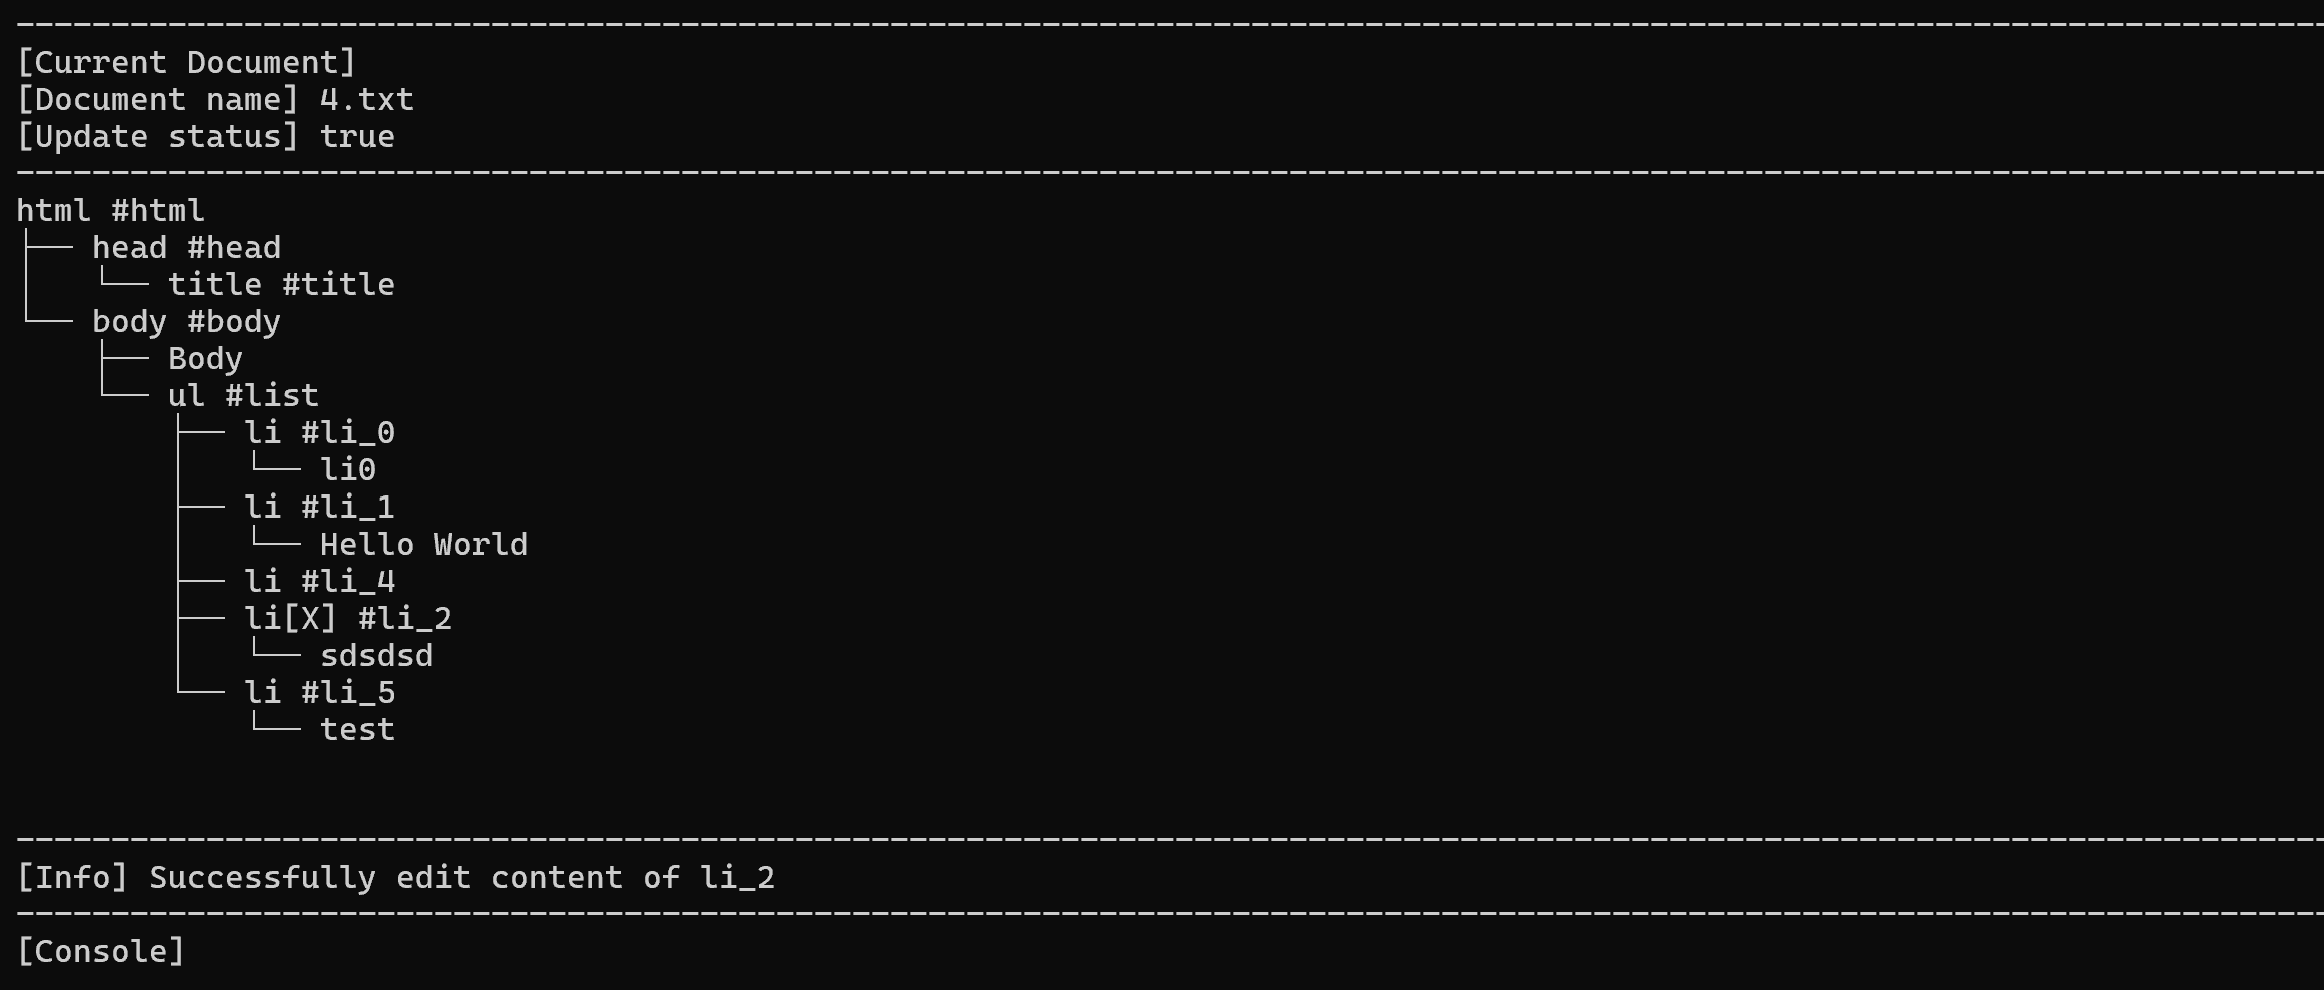 [Current Document]
[Document name] 4.txt
[Update status] true
html #html
├── head #head
│   └── title #title
└── body #body
    ├── Body
    └── ul #list
        ├── li #li_0
        │   └── li0
        ├── li #li_1
        │   └── Hello World
        ├── li #li_4
        ├── li[X] #li_2
        │   └── sdsdsd
        └── li #li_5
            └── test
[Info] Successfully edit content of li_2
[Console]